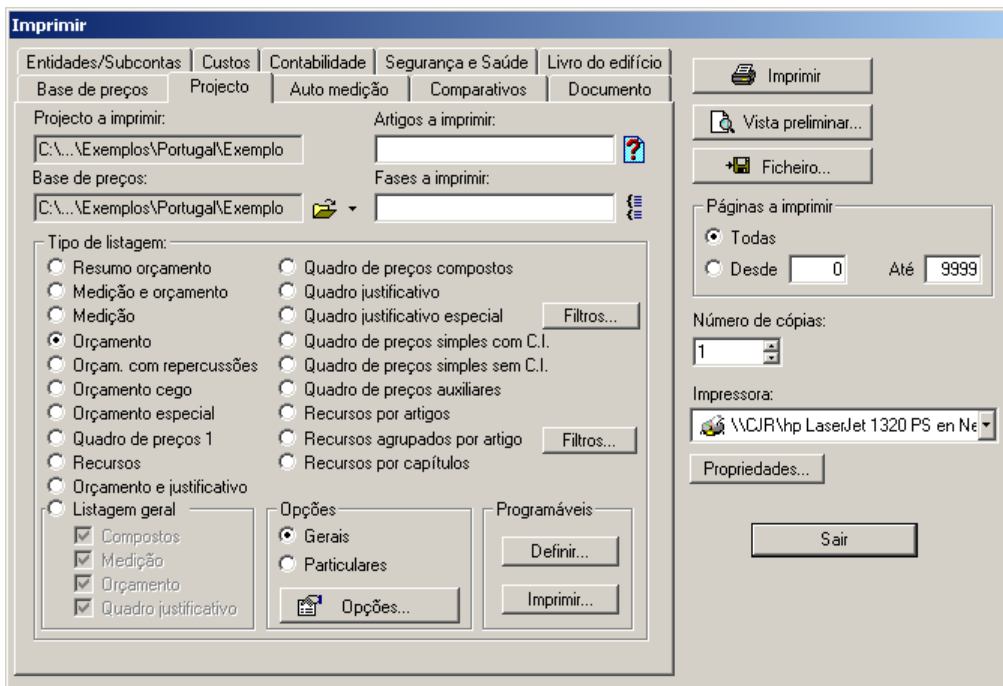 Imprimir
Entidades/Subcontas Custos Contabilidade Segurança e Saúde Livro do edifício
Base de preços Projecto Auto medição Comparativos Documento
Projecto a imprimir:
C:\...\Exemplos\Portugal\Exemplo
Artigos a imprimir:
Base de preços:
C:\...\Exemplos\Portugal\Exemplo
Fases a imprimir:
Tipo de listagem:
Resumo orçamento
Medição e orçamento
Medição
Orçamento
Orçam. com repercussões
Orçamento cego
Orçamento especial
Quadro de preços 1
Recursos
Orçamento e justificativo
Quadro de preços compostos
Quadro justificativo
Quadro justificativo especial
Filtros...
Quadro de preços simples com C.I.
Quadro de preços simples sem C.I.
Quadro de preços auxiliares
Recursos por artigos
Recursos agrupados por artigo
Filtros...
Recursos por capítulos
Listagem geral
Compostos
Medição
Orçamento
Quadro justificativo
Opções
Gerais
Particulares
Opções...
Programáveis
Definir...
Imprimir...
Imprimir
Vista preliminar...
Ficheiro...
Páginas a imprimir
Todas
Desde 0 Até 9999
Número de cópias:
1
Impressora:
\\CJR\hp LaserJet 1320 PS en Ne
Propriedades...
Sair